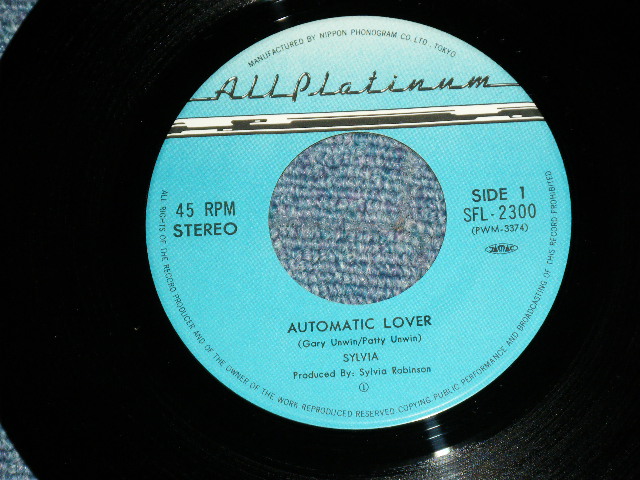 MANUFACTURED BY NIPPON PHONOGRAM CO., LTD., TOKYO
All Platinum
45 RPM
STEREO
SIDE 1
SFL-2300
(PWM-3374)
AUTOMATIC LOVER
(Gary Unwin/Patty Unwin)
SYLVIA
Produced By: Sylvia Robinson
ALL RIGHTS OF THE RECORD PRODUCER AND OF THE OWNER OF THE WORK REPRODUCED RESERVED COPYING PUBLIC PERFORMANCE AND BROADCASTING OF THIS RECORD PROHIBITED